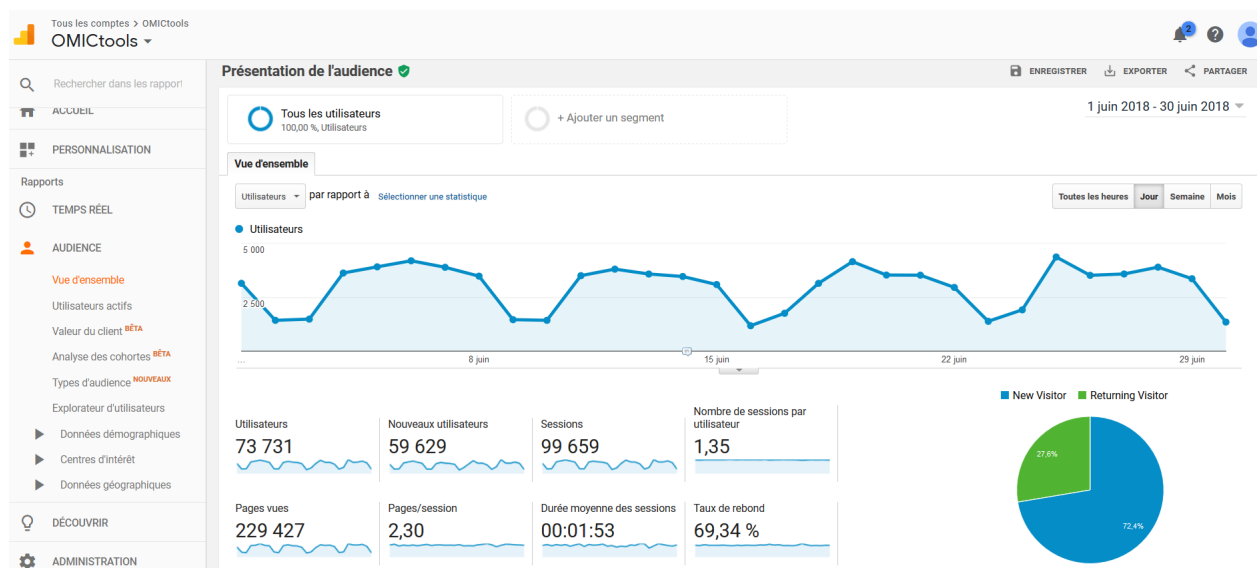 Tous les comptes > OMICtools
OMICtools
2
Rechercher dans les rapport
ACCUEIL
PERSONNALISATION
Rapports
TEMPS RÉEL
AUDIENCE
Vue d'ensemble
Utilisateurs actifs
Valeur du client BÊTA
Analyse des cohortes BÊTA
Types d'audience NOUVEAUX
Explorateur d'utilisateurs
Données démographiques
Centres d'intérêt
Données géographiques
DÉCOUVRIR
ADMINISTRATION
Présentation de l'audience
ENREGISTRER EXPORTER PARTAGER
Tous les utilisateurs
100,00 %, Utilisateurs
+ Ajouter un segment
1 juin 2018 - 30 juin 2018
Vue d'ensemble
Utilisateurs par rapport à Sélectionner une statistique
Toutes les heures Jour Semaine Mois
Utilisateurs
5 000
2 500
... 8 juin 15 juin 22 juin 29 juin
New Visitor Returning Visitor
Utilisateurs
73 731
Nouveaux utilisateurs
59 629
Sessions
99 659
Nombre de sessions par
utilisateur
1,35
Pages vues
229 427
Pages/session
2,30
Durée moyenne des sessions
00:01:53
Taux de rebond
69,34 %
27,6%
72,4%